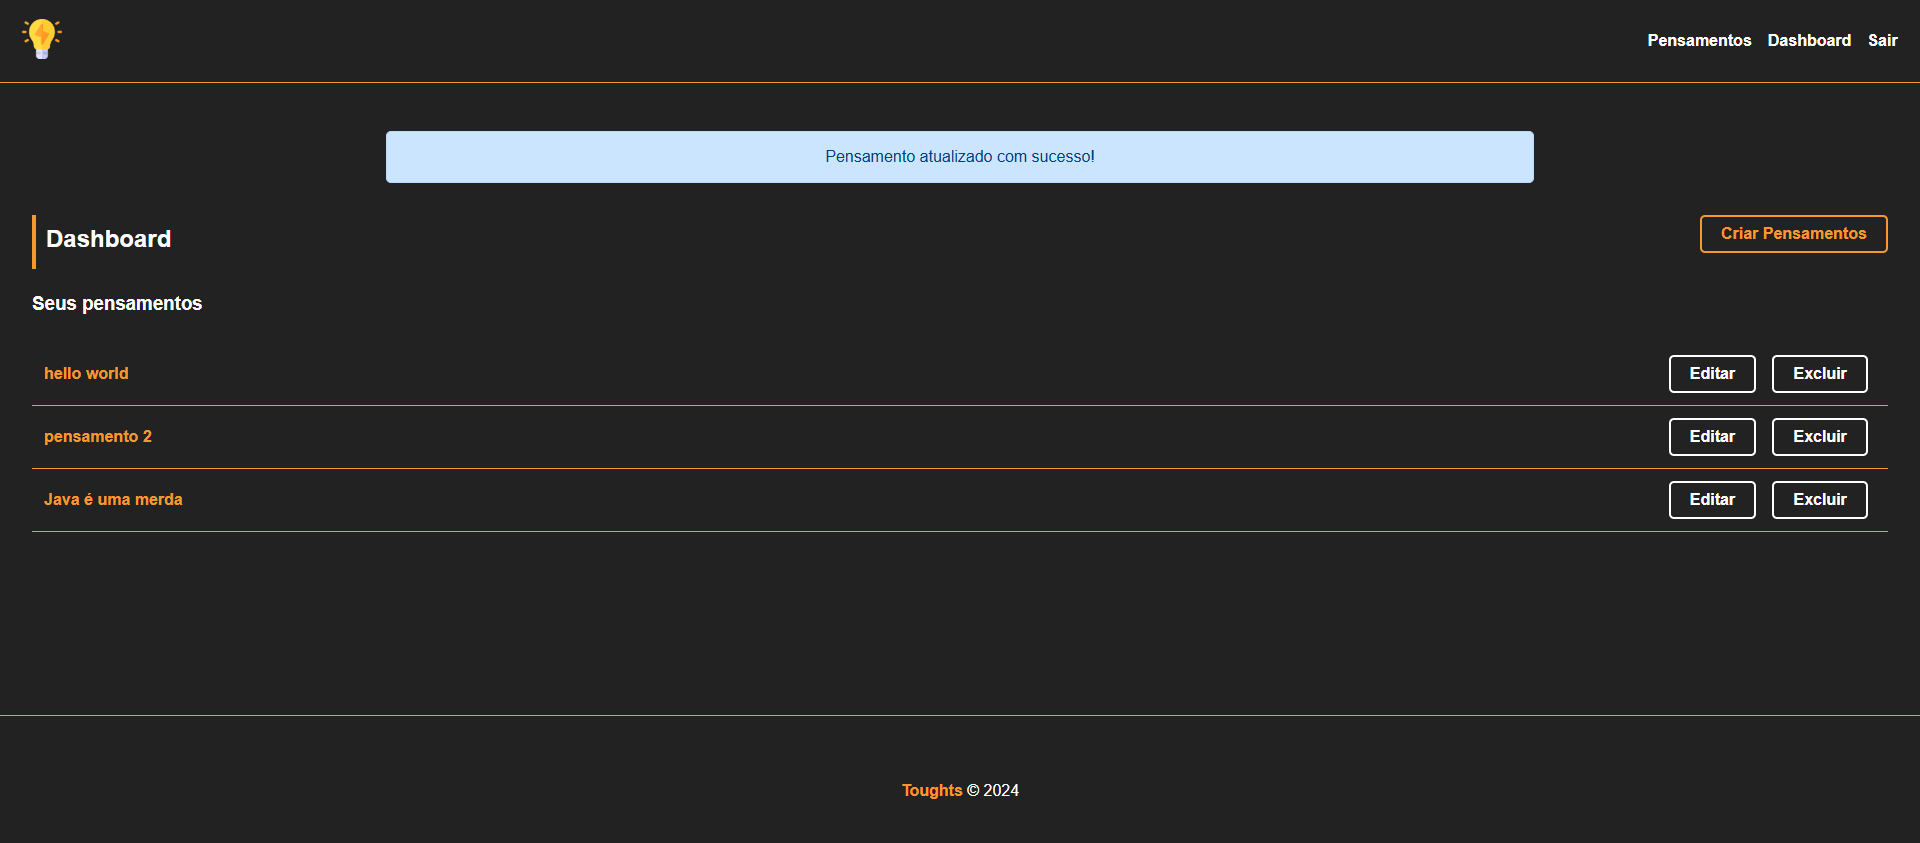 Pensamentos Dashboard Sair
Pensamento atualizado com sucesso!
Dashboard
Criar Pensamentos
Seus pensamentos
hello world Editar Excluir
pensamento 2 Editar Excluir
Java é uma merda Editar Excluir
Toughts © 2024